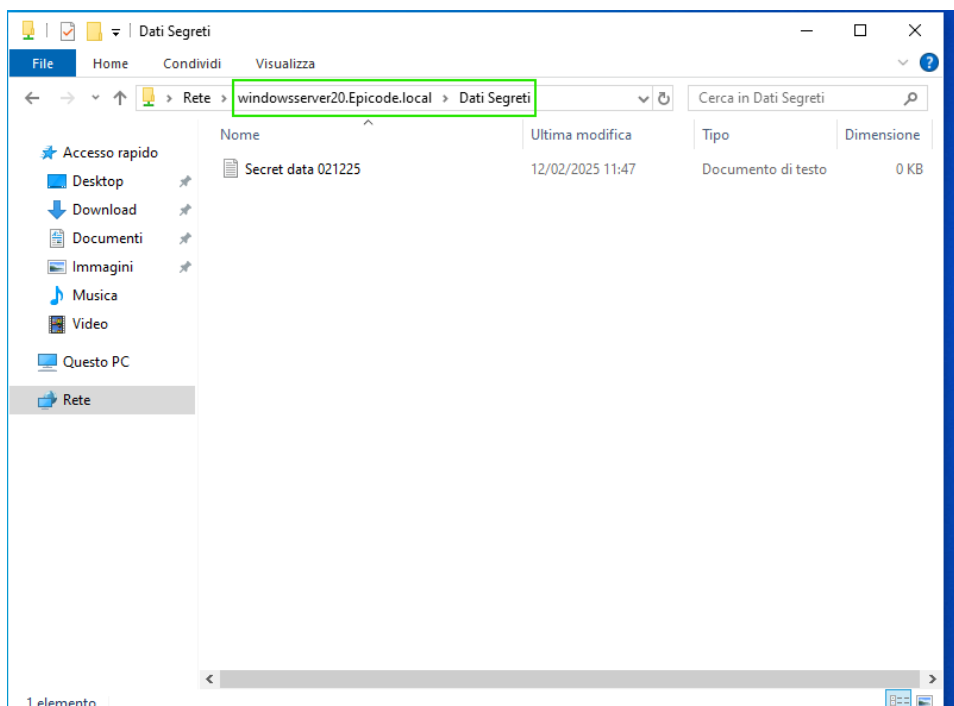 Dati Segreti
File Home Condividi Visualizza
Rete > windowsserver20.Epicode.local > Dati Segreti
Cerca in Dati Segreti
Nome Ultima modifica Tipo Dimensione
Secret data 021225 12/02/2025 11:47 Documento di testo 0 KB
Accesso rapido
Desktop
Download
Documenti
Immagini
Musica
Video
Questo PC
Rete
1 elemento